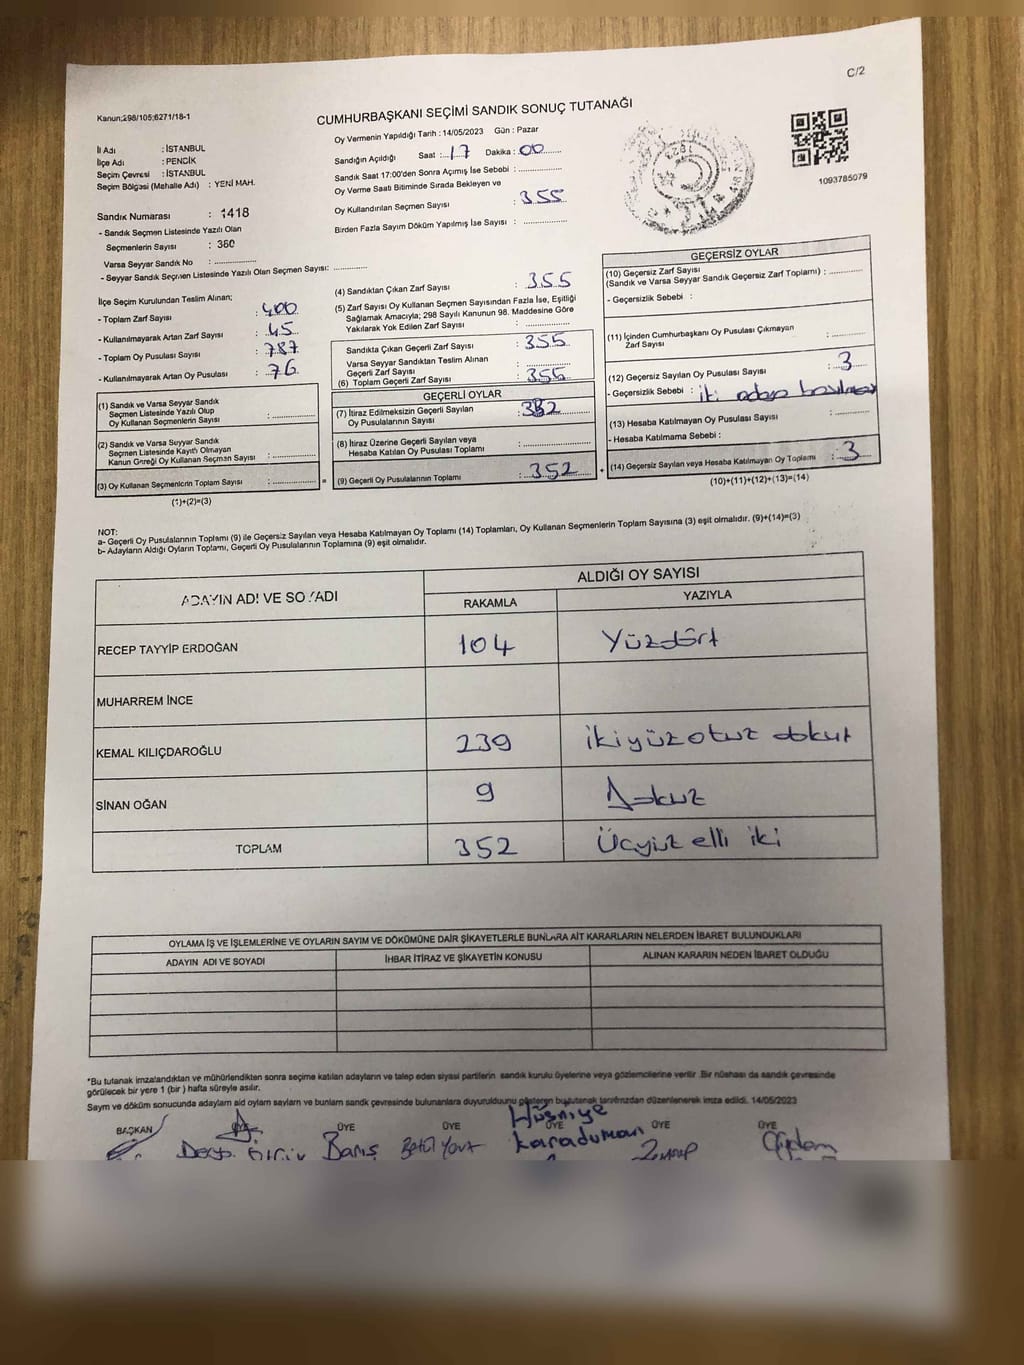 C/2
Kanun;298/105;6271/18-1
CUMHURBAŞKANI SEÇİMİ SANDIK SONUÇ TUTANAĞI
İl Adı : İSTANBUL
İlçe Adı : PENDİK
Seçim Çevresi : İSTANBUL
Seçim Bölgesi (Mahalle Adı) : YENİ MAH.
Sandık Numarası : 1418
- Sandık Seçmen Listesinde Yazılı Olan
Seçmenlerin Sayısı : 360
Varsa Seyyar Sandık No :
- Seyyar Sandık Seçmen Listesinde Yazılı Olan Seçmen Sayısı:
Oy Vermenin Yapıldığı Tarih : 14/05/2023 Gün : Pazar
Sandığın Açıldığı Saat : 17 Dakika : 00
Sandık Saat 17:00'den Sonra Açımış İse Sebebi :
Oy Verme Saati Bitiminde Sırada Bekleyen ve
Oy Kullandırılan Seçmen Sayısı : 355
Birden Fazla Sayım Döküm Yapılmış İse Sayısı :
1923
1093785079
İlçe Seçim Kurulundan Teslim Alınan;
- Toplam Zarf Sayısı : 400
- Kullanılmayarak Artan Zarf Sayısı : 45
- Toplam Oy Pusulası Sayısı : 787
- Kullanılmayarak Artan Oy Pusulası : 76
(1) Sandık ve Varsa Seyyar Sandık
Seçmen Listesinde Yazılı Olup
Oy Kullanan Seçmenlerin Sayısı :
(2) Sandık ve Varsa Seyyar Sandık
Seçmen Listesinde Kayıtlı Olmayan
Kanun Gereği Oy Kullanan Seçmen Sayısı :
(3) Oy Kullanan Seçmenlerin Toplam Sayısı :
(1)+(2)=(3)
(4) Sandıktan Çıkan Zarf Sayısı : 355
(5) Zarf Sayısı Oy Kullanan Seçmen Sayısından Fazla İse, Eşitliği
Sağlamak Amacıyla; 298 Sayılı Kanunun 98. Maddesine Göre
Yakılarak Yok Edilen Zarf Sayısı :
Sandıkta Çıkan Geçerli Zarf Sayısı : 355
Varsa Seyyar Sandıktan Teslim Alınan
Geçerli Zarf Sayısı :
(6) Toplam Geçerli Zarf Sayısı : 355
GEÇERLİ OYLAR
(7) İtiraz Edilmeksizin Geçerli Sayılan
Oy Pusulasının Sayısı :
(8) İtiraz Üzerine Geçerli Sayılan veya
Hesaba Katılan Oy Pusulası Toplamı :
(9) Geçerli Oy Pusulalarının Toplamı : 352
GEÇERSİZ OYLAR
(10) Geçersiz Zarf Sayısı
(Sandık ve Varsa Seyyar Sandık Geçersiz Zarf Toplamı) :
- Geçersizlik Sebebi :
(11) İçinden Cumhurbaşkanı Oy Pusulası Çıkmayan
Zarf Sayısı :
(12) Geçersiz Sayılan Oy Pusulası Sayısı : 3
- Geçersizlik Sebebi : iki adaya
(13) Hesaba Katılmayan Oy Pusulası Sayısı :
- Hesaba Katılmama Sebebi :
(14) Geçersiz Sayılan veya Hesaba Katılmayan Oy Toplamı : 3
(10)+(11)+(12)+(13)=(14)
NOT:
a- Geçerli Oy Pusulalarının Toplamı (9) ile Geçersiz Sayılan veya Hesaba Katılmayan Oy Toplamı (14) Toplamları, Oy Kullanan Seçmenlerin Toplam Sayısına (3) eşit olmalıdır. (9)+(14)=(3)
b- Adayların Aldığı Oyların Toplamı, Geçerli Oy Pusulalarının Toplamına (9) eşit olmalıdır.
ADAYIN ADI VE SOYADI ALDIĞI OY SAYISI
RAKAMLA YAZIYLA
RECEP TAYYİP ERDOĞAN 104 Yüzdört
MUHARREM İNCE
KEMAL KILIÇDAROĞLU 239 ikiyüz otuz dokuz
SİNAN OĞAN 9 Dokuz
TOPLAM 352 Üçyüz elli iki
OYLAMA İŞ VE İŞLEMLERİNE VE OYLARIN SAYIM VE DÖKÜMÜNE DAİR ŞİKAYETLERLE BUNLARA AİT KARARLARIN NELERDEN İBARET BULUNDUKLARI
ADAYIN ADI VE SOYADI İHBAR İTİRAZ VE ŞİKAYETİN KONUSU ALINAN KARARIN NEDEN İBARET OLDUĞU
*Bu tutanak imzalandıktan ve mühürlendikten sonra seçime katılan adayların ve talep eden siyasi partilerin sandık kurulu üyelerine veya gözlemcilerine verilir. Bir nüshası da sandık çevresinde
görülecek bir yere 1 (bir ) hafta süreyle asılır.
Sayım ve döküm sonucunda adayların aid oyların sayıların ve bunların sandık çevresinde bulunanlara duyurulduğunu gösteren bu tutanak tarafımızdan düzenlenerek imza edildi. 14/05/2023
BAŞKAN ÜYE ÜYE ÜYE ÜYE ÜYE ÜYE
Barış Betül Hüsniye Karaduman Zeynep Çiğdem